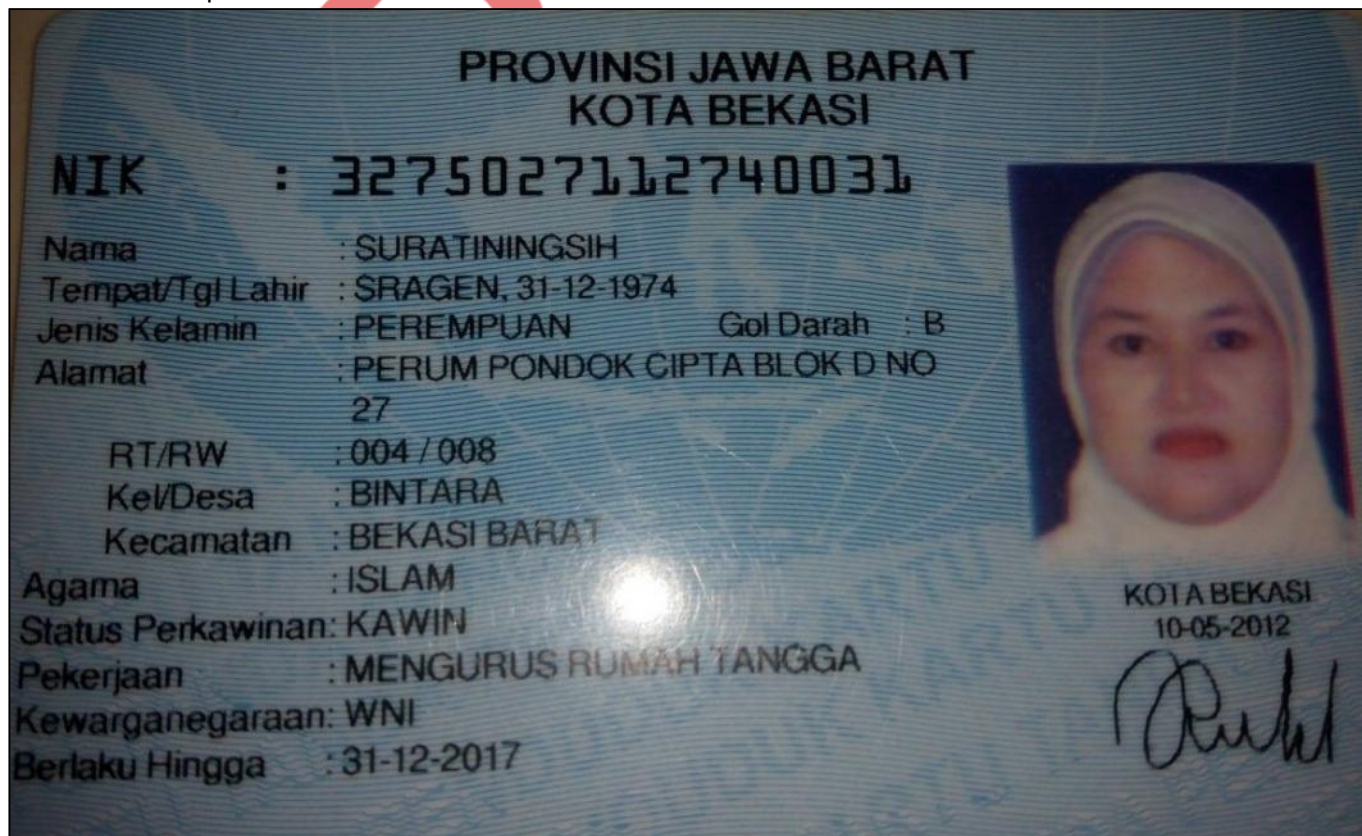 PROVINSI JAWA BARAT
KOTA BEKASI
NIK : 3275027112740031
Nama : SURATININGSIH
Tempat/Tgl Lahir : SRAGEN, 31-12-1974
Jenis Kelamin : PEREMPUAN Gol Darah : B
Alamat : PERUM PONDOK CIPTA BLOK D NO
27
RT/RW : 004 / 008
Kel/Desa : BINTARA
Kecamatan : BEKASI BARAT
Agama : ISLAM
Status Perkawinan: KAWIN
Pekerjaan : MENGURUS RUMAH TANGGA
Kewarganegaraan: WNI
Berlaku Hingga : 31-12-2017
KOTA BEKASI
10-05-2012